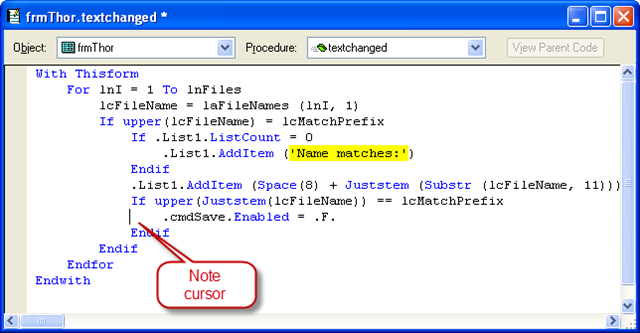 frmThor.textchanged *
Object: frmThor Procedure: textchanged View Parent Code
With Thisform
For lnI = 1 To lnFiles
lcFileName = laFileNames (lnI, 1)
If upper(lcFileName) = lcMatchPrefix
If .List1.ListCount = 0
.List1.AddItem ('Name matches:')
Endif
.List1.AddItem (Space(8) + Juststem (Substr (lcFileName, 11)))
If upper(Juststem(lcFileName)) == lcMatchPrefix
.cmdSave.Enabled = .F.
Endif
Endif
Endfor
Endwith
Note
cursor